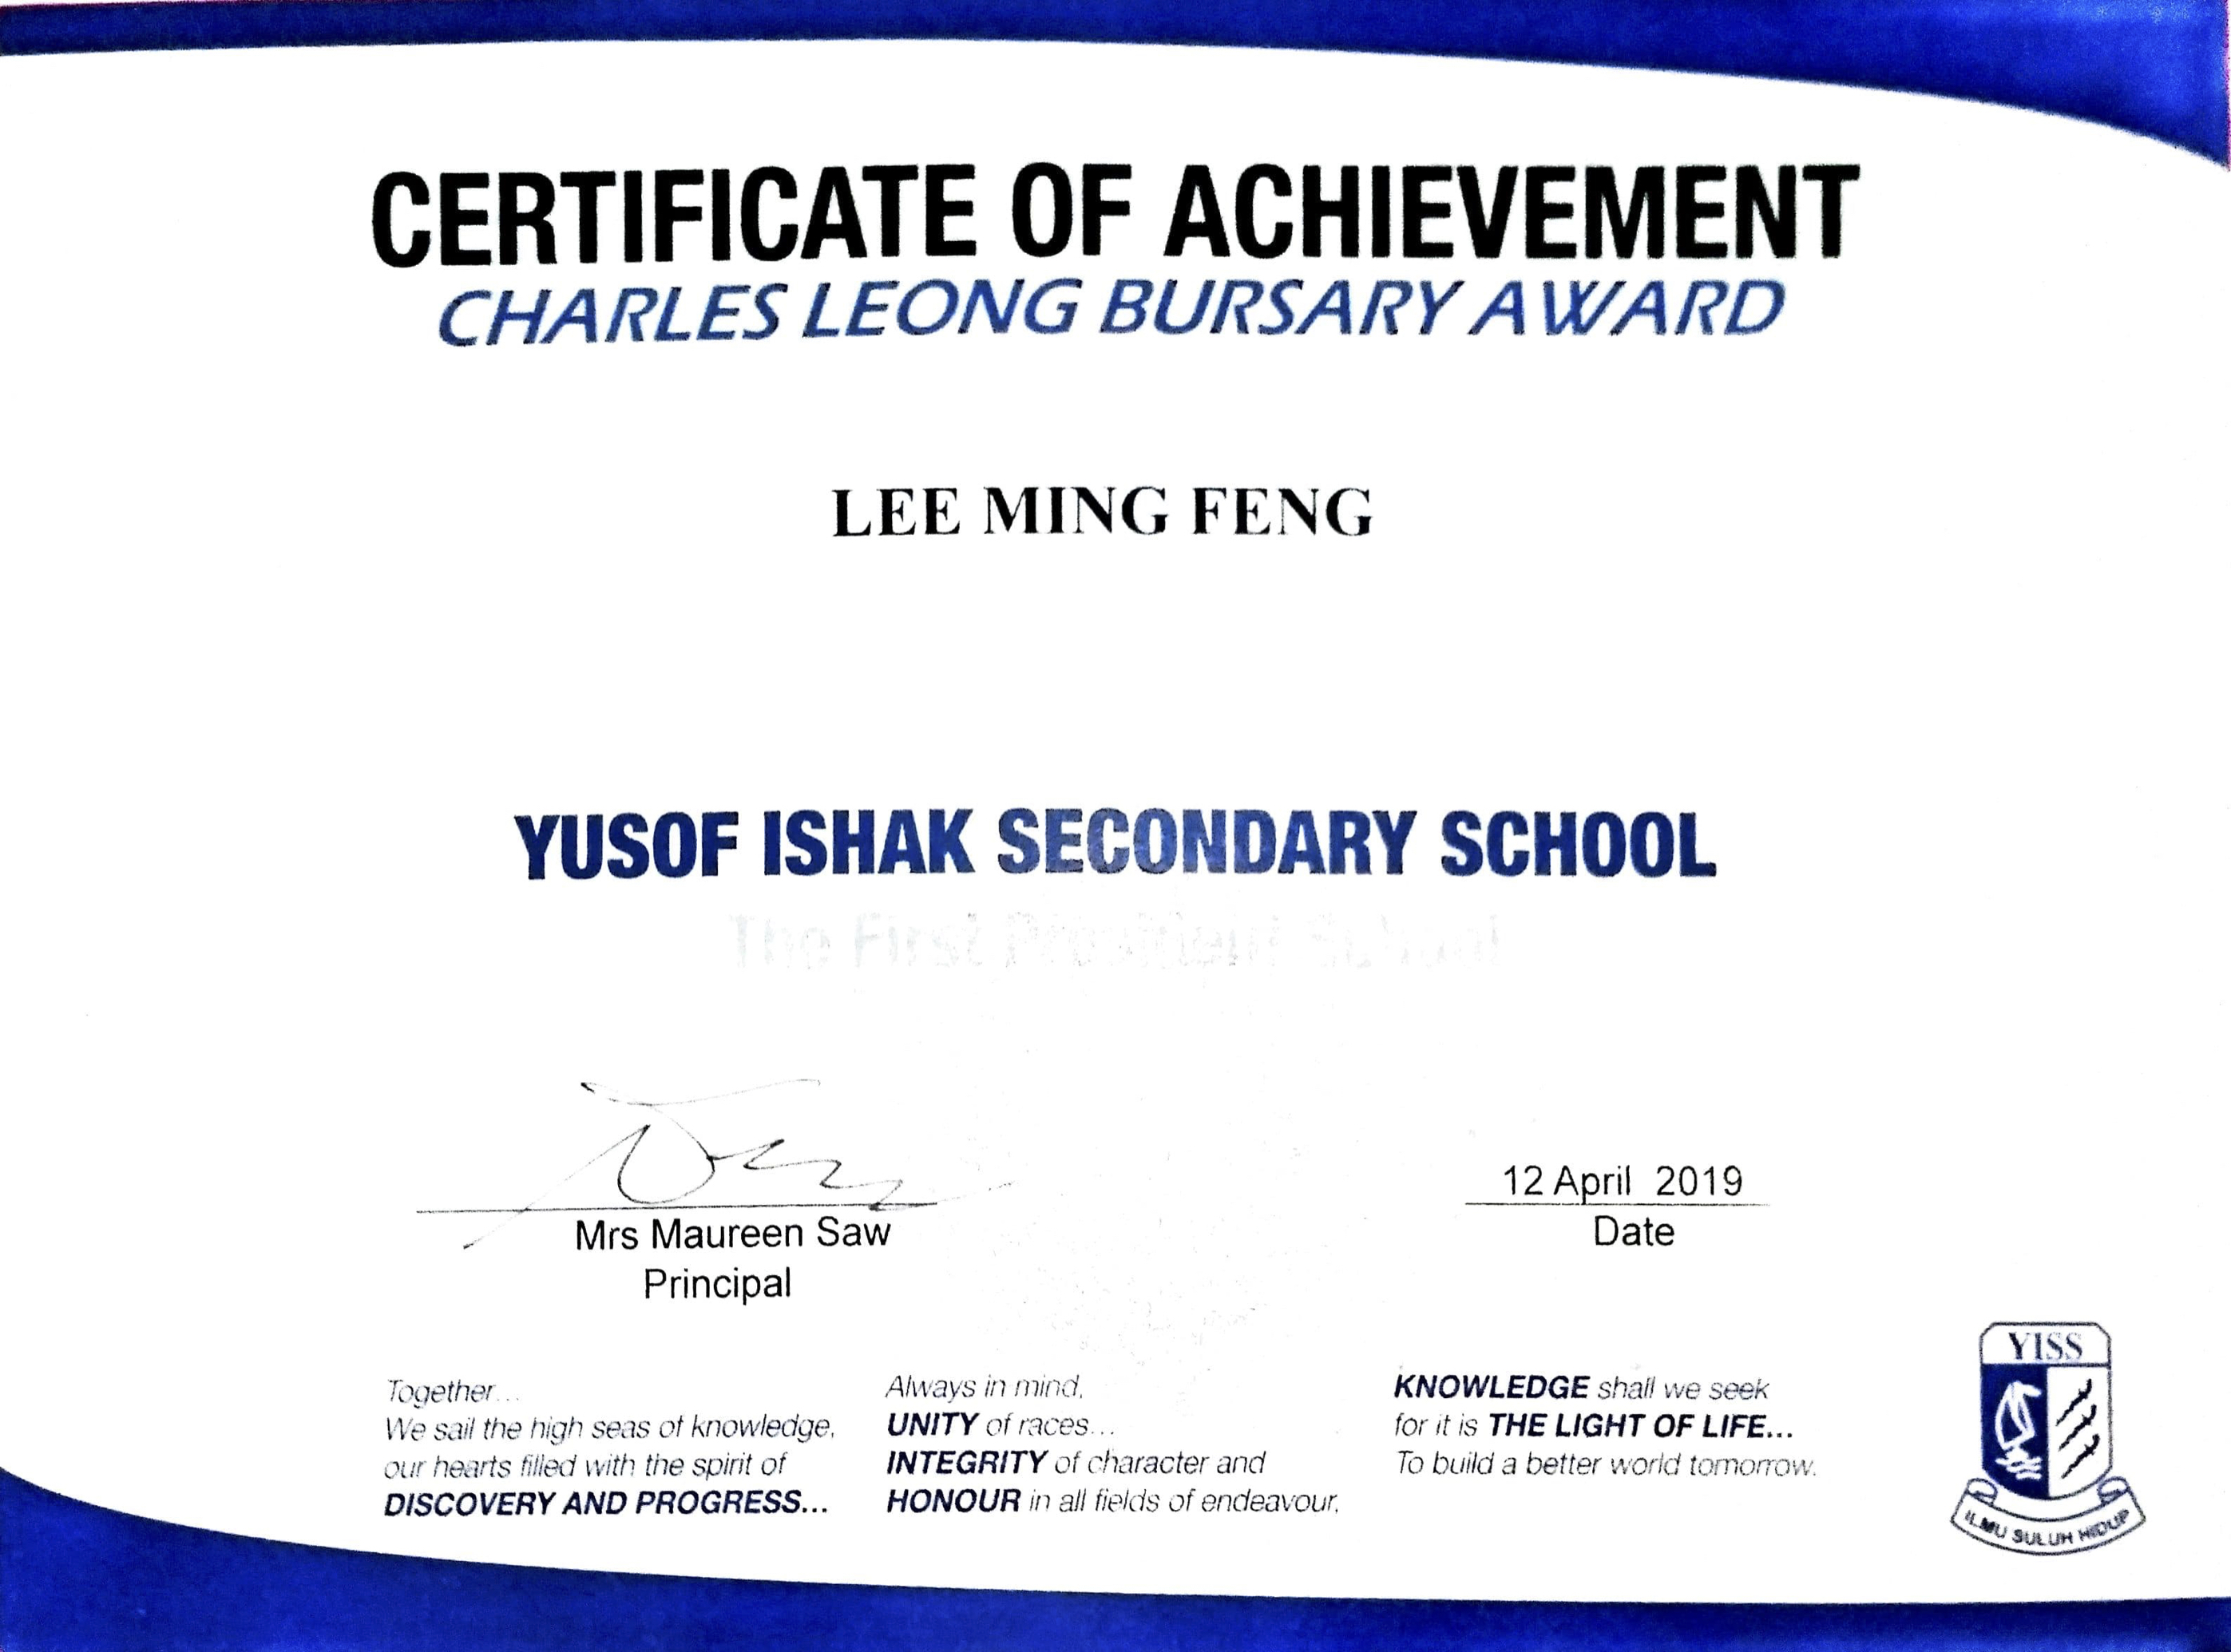 CERTIFICATE OF ACHIEVEMENT
CHARLES LEONG BURSARY AWARD
LEE MING FENG
YUSOF ISHAK SECONDARY SCHOOL
The First President School
12 April 2019
Mrs Maureen Saw
Date
Principal
Together...
We sail the high seas of knowledge,
our hearts filled with the spirit of
DISCOVERY AND PROGRESS...
Always in mind,
UNITY of races...
INTEGRITY of character and
HONOUR in all fields of endeavour.
KNOWLEDGE shall we seek
for it is THE LIGHT OF LIFE...
To build a better world tomorrow.
YISS
ILMU SULUH HIDUP